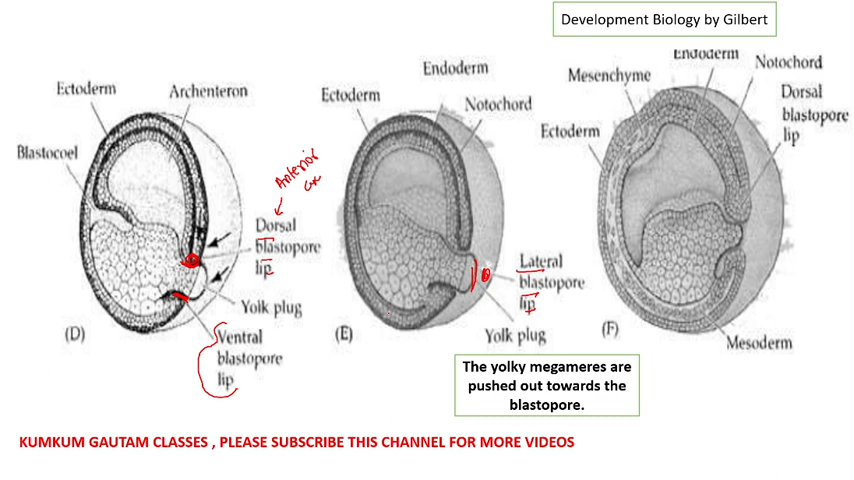 Development Biology by Gilbert
Ectoderm
Archenteron
Blastocoel
Anterior
Dorsal
blastopore
lip
Yolk plug
(D)
Ventral
blastopore
lip
Endoderm
Ectoderm
Notochord
Lateral
blastopore
lip
(E)
Yolk plug
Endoderm
Mesenchyme
Notochord
Dorsal
blastopore
lip
Ectoderm
(F)
Mesoderm
The yolky megameres are
pushed out towards the
blastopore.
KUMKUM GAUTAM CLASSES , PLEASE SUBSCRIBE THIS CHANNEL FOR MORE VIDEOS